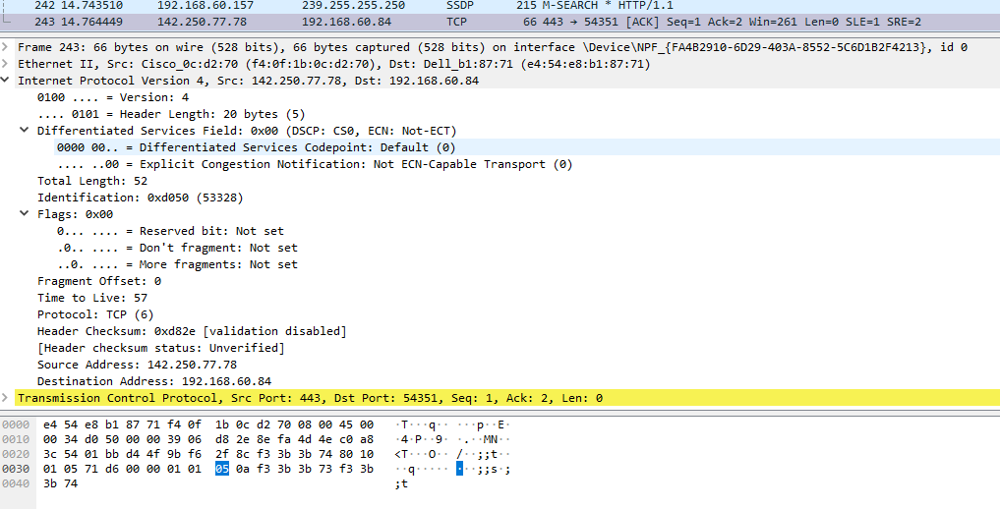 242 14.743510 192.168.60.157 239.255.255.250 SSDP 215 M-SEARCH * HTTP/1.1
243 14.764449 142.250.77.78 192.168.60.84 TCP 66 443 → 54351 [ACK] Seq=1 Ack=2 Win=261 Len=0 SLE=1 SRE=2
Frame 243: 66 bytes on wire (528 bits), 66 bytes captured (528 bits) on interface \Device\NPF_{FA4B2910-6D29-403A-8552-5C6D1B2F4213}, id 0
Ethernet II, Src: Cisco_0c:d2:70 (f4:0f:1b:0c:d2:70), Dst: Dell_b1:87:71 (e4:54:e8:b1:87:71)
Internet Protocol Version 4, Src: 142.250.77.78, Dst: 192.168.60.84
0100 .... = Version: 4
.... 0101 = Header Length: 20 bytes (5)
Differentiated Services Field: 0x00 (DSCP: CS0, ECN: Not-ECT)
0000 00.. = Differentiated Services Codepoint: Default (0)
.... ..00 = Explicit Congestion Notification: Not ECN-Capable Transport (0)
Total Length: 52
Identification: 0xd050 (53328)
Flags: 0x00
0... .... = Reserved bit: Not set
.0.. .... = Don't fragment: Not set
..0. .... = More fragments: Not set
Fragment Offset: 0
Time to Live: 57
Protocol: TCP (6)
Header Checksum: 0xd82e [validation disabled]
[Header checksum status: Unverified]
Source Address: 142.250.77.78
Destination Address: 192.168.60.84
Transmission Control Protocol, Src Port: 443, Dst Port: 54351, Seq: 1, Ack: 2, Len: 0
0000 e4 54 e8 b1 87 71 f4 0f 1b 0c d2 70 08 00 45 00 ·T···q·· ···p··E·
0010 00 34 d0 50 00 00 39 06 d8 2e 8e fa 4d 4e c0 a8 ·4·P··9· ·.··MN··
0020 3c 54 01 bb d4 4f 9b f6 2f 8c f3 3b 3b 74 80 10 <T···O·· /··;;t··
0030 01 05 71 d6 00 00 01 01 05 0a f3 3b 3b 73 f3 3b ··q····· ···;;s·;
0040 3b 74 ;t